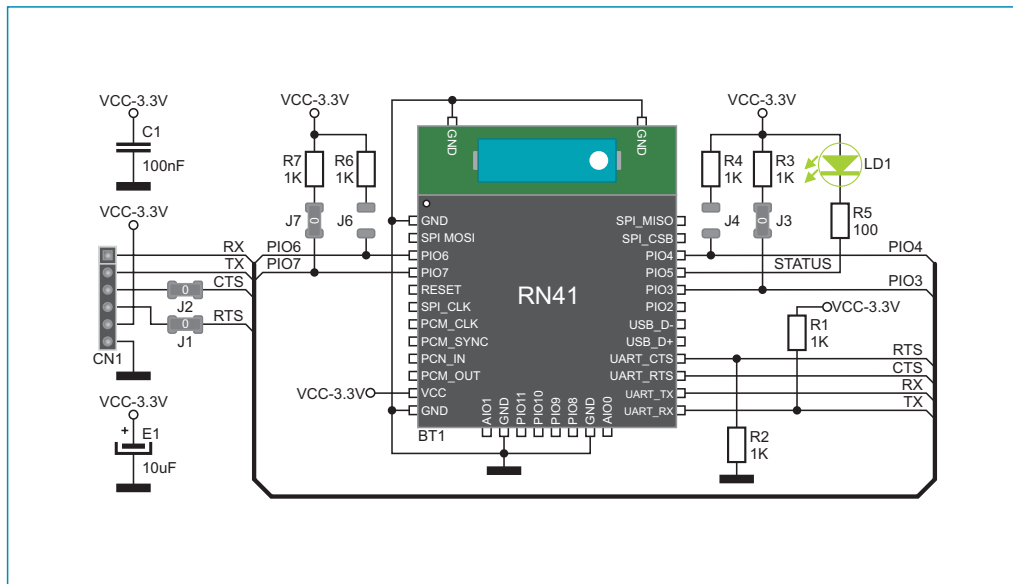 VCC-3.3V
C1
100nF
VCC-3.3V
RX
TX
CTS
J2
RTS
J1
CN1
VCC-3.3V
+
E1
10uF
VCC-3.3V
R7
1K
R6
1K
J7
0
J6
PIO6
PIO7
0
0
GND
GND
GND
SPI MOSI
PIO6
PIO7
RESET
SPI_CLK
PCM_CLK
PCM_SYNC
PCN_IN
PCM_OUT
VCC
GND
VCC-3.3V
BT1
RN41
AIO1
GND
PIO11
PIO10
PIO9
PIO8
GND
AIO0
SPI_MISO
SPI_CSB
PIO4
PIO5
PIO3
PIO2
USB_D-
USB_D+
UART_CTS
UART_RTS
UART_TX
UART_RX
VCC-3.3V
R4
1K
R3
1K
LD1
J4
0
J3
R5
100
PIO4
STATUS
PIO3
VCC-3.3V
R1
1K
RTS
CTS
RX
TX
R2
1K